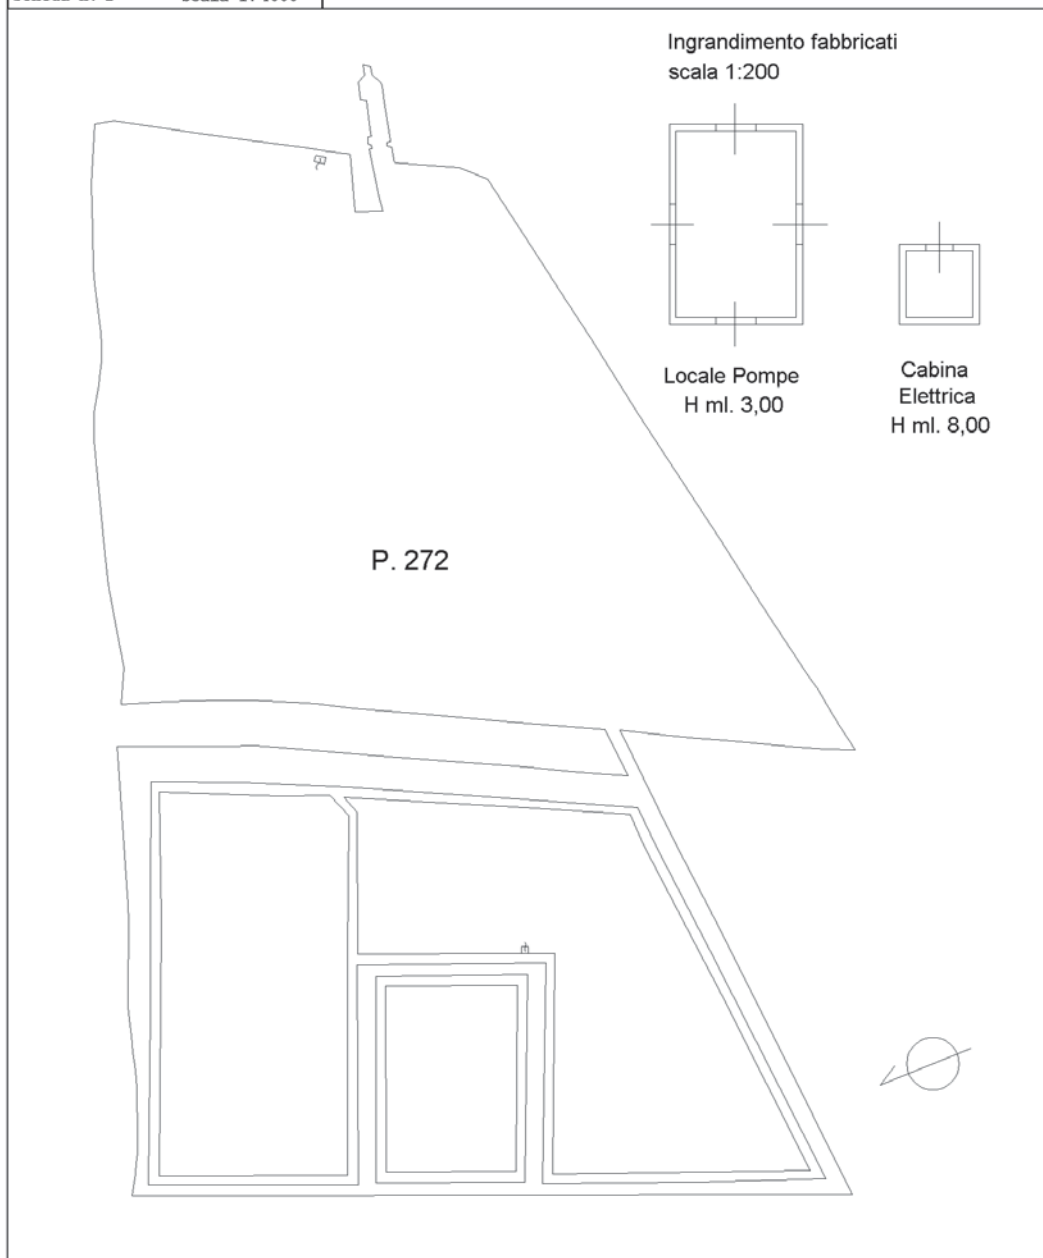 Ingrandimento fabbricati
scala 1:200
Locale Pompe
H ml. 3,00
Cabina
Elettrica
H ml. 8,00
P. 272